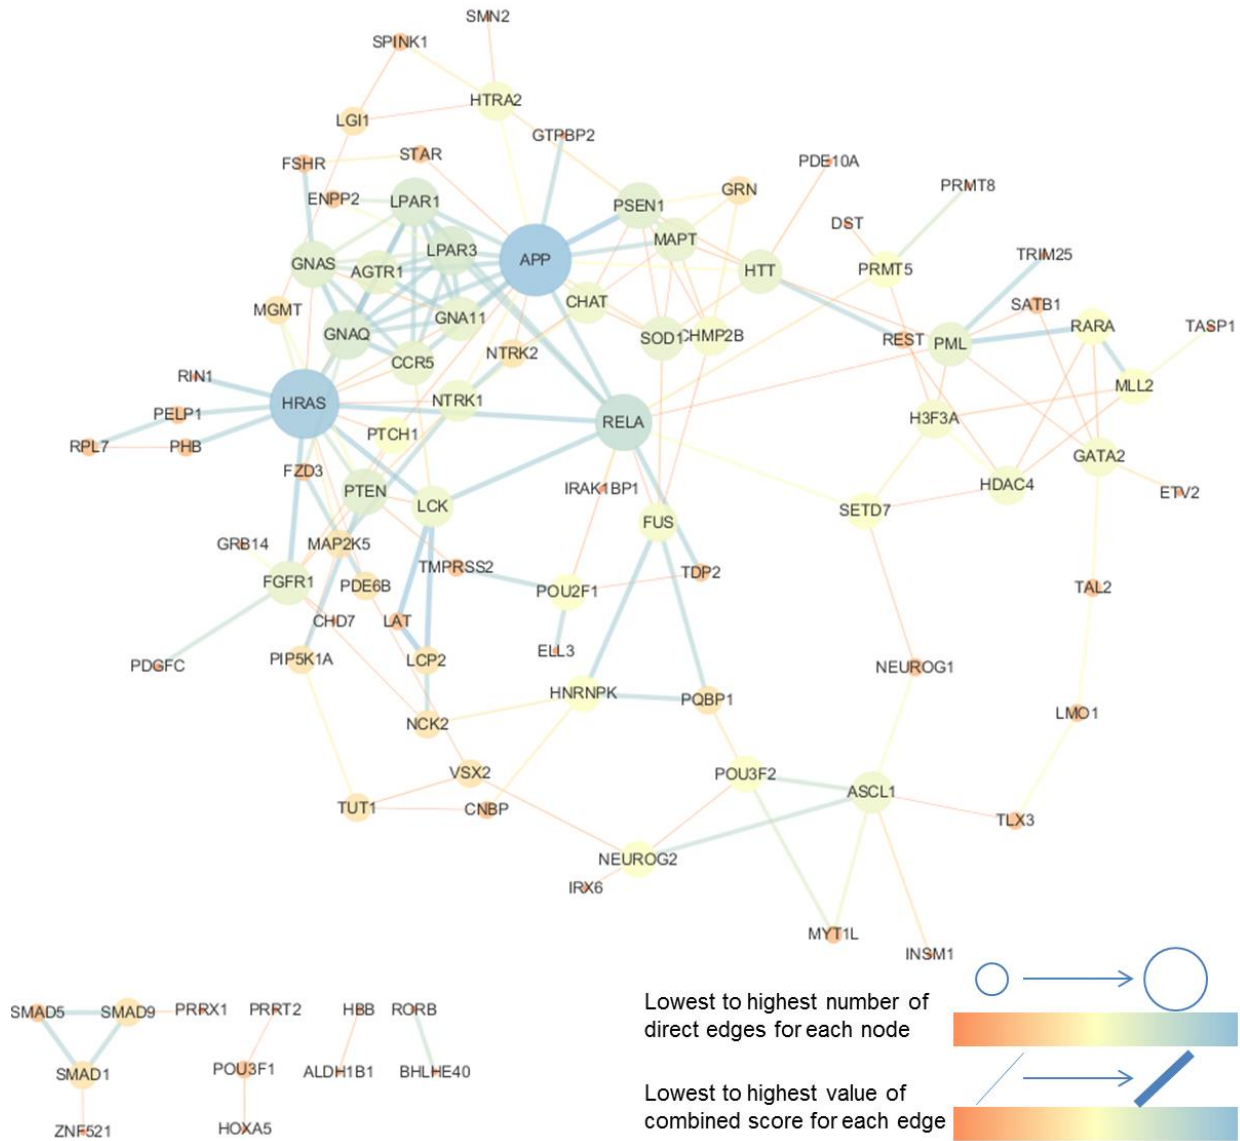 SMN2
SPINK1
HTRA2
LGI1
GTPBP2
FSHR
STAR
PDE10A
ENPP2
LPAR1
PSEN1
GRN
PRMT8
DST
LPAR3
MAPT
GNAS
AGTR1
APP
HTT
PRMT5
TRIM25
CHAT
MGMT
GNA11
SATB1
GNAQ
SOD1
CHMP2B
REST
PML
RARA
TASP1
NTRK2
CCR5
RIN1
MLL2
HRAS
NTRK1
PELP1
RELA
H3F3A
RPL7
PHB
PTCH1
GATA2
FZD3
IRAK1BP1
HDAC4
ETV2
PTEN
LCK
SETD7
FUS
GRB14
MAP2K5
TMPRSS2
TDP2
FGFR1
PDE6B
POU2F1
TAL2
CHD7
LAT
ELL3
PDGFC
PIP5K1A
LCP2
NEUROG1
HNRNPK
PQBP1
LMO1
NCK2
VSX2
POU3F2
ASCL1
TUT1
CNBP
TLX3
NEUROG2
IRX6
MYT1L
INSM1
SMAD5
SMAD9
PRRX1
PRRT2
HBB
RORB
SMAD1
POU3F1
ALDH1B1
BHLHE40
ZNF521
HOXA5
Lowest to highest number of
direct edges for each node
Lowest to highest value of
combined score for each edge